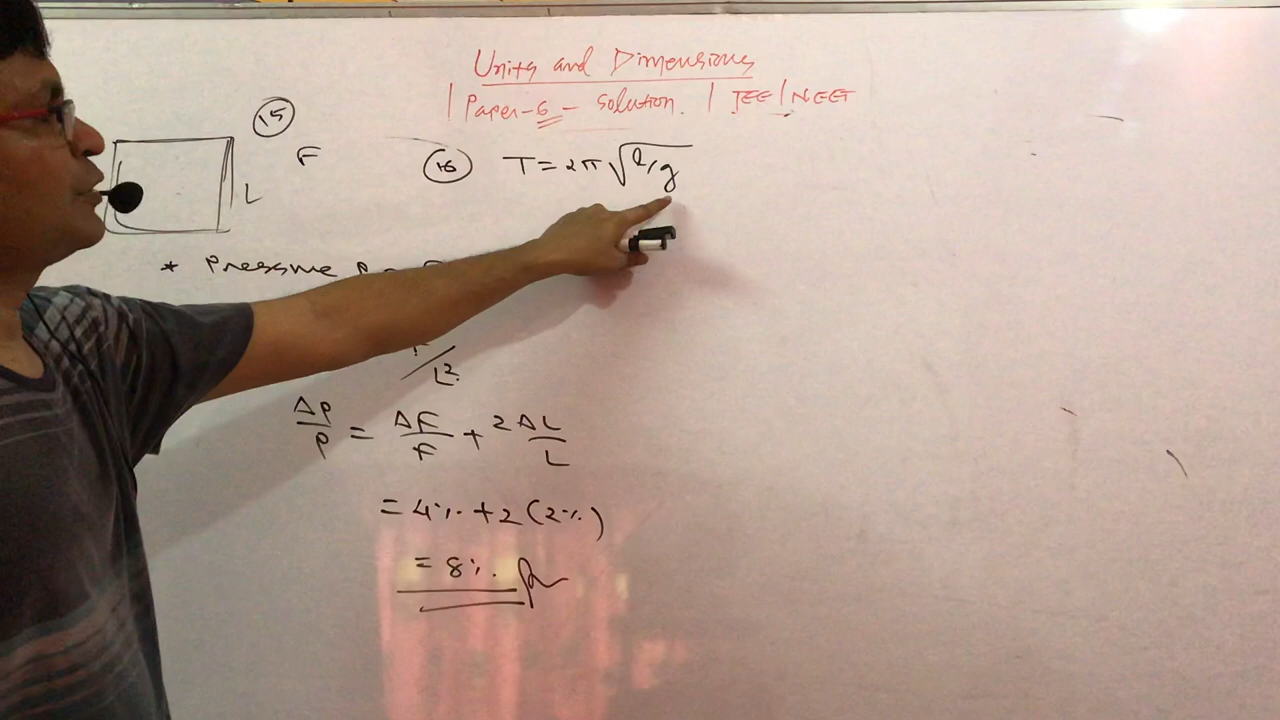 Units and Dimensions
| Paper-6 - Solution. | JEE | NEET
15
F
L
16 T = 2π √l/g
* Pressure P =
L².
ΔP/P = ΔF/F + 2ΔL/L
= 4% + 2(2%)
= 8%.